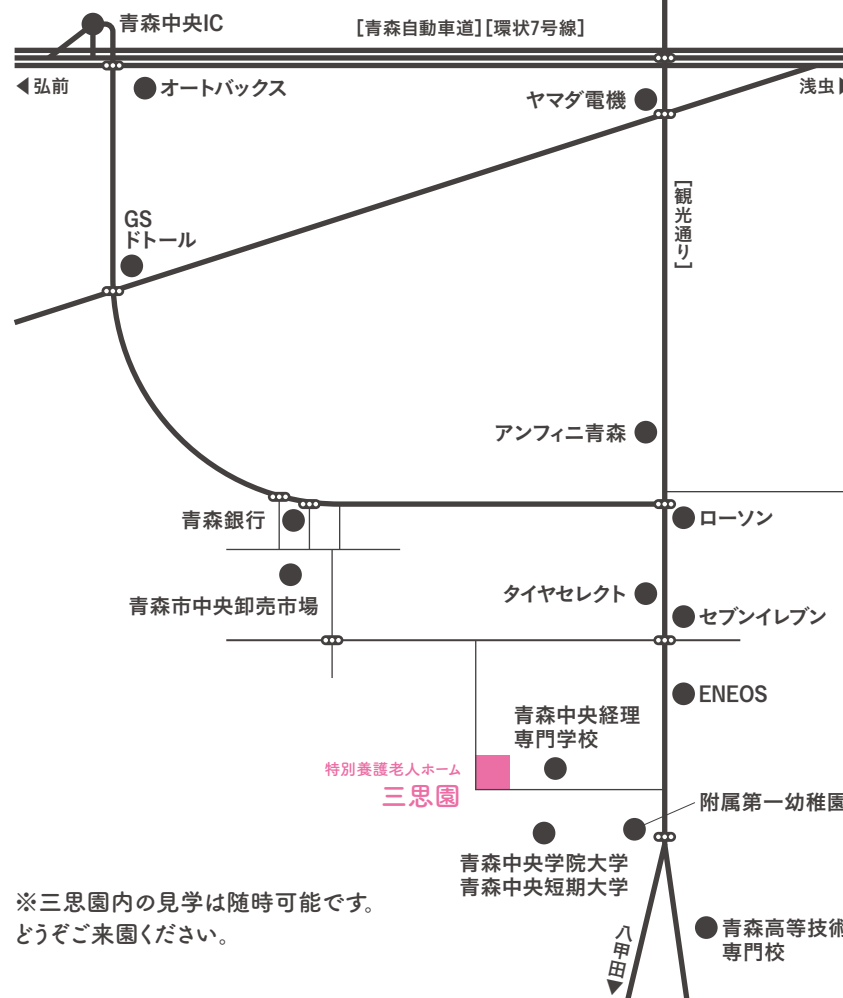 青森中央IC
[青森自動車道][環状7号線]
◀弘前
オートバックス
ヤマダ電機
浅虫▶
[観光通り]
GS
ドトール
アンフィニ青森
青森銀行
ローソン
青森市中央卸売市場
タイヤセレクト
セブンイレブン
ENEOS
青森中央経理
専門学校
特別養護老人ホーム
三思園
附属第一幼稚園
青森中央学院大学
青森中央短期大学
※三思園内の見学は随時可能です。
どうぞご来園ください。
八甲田▶
青森高等技術
専門校